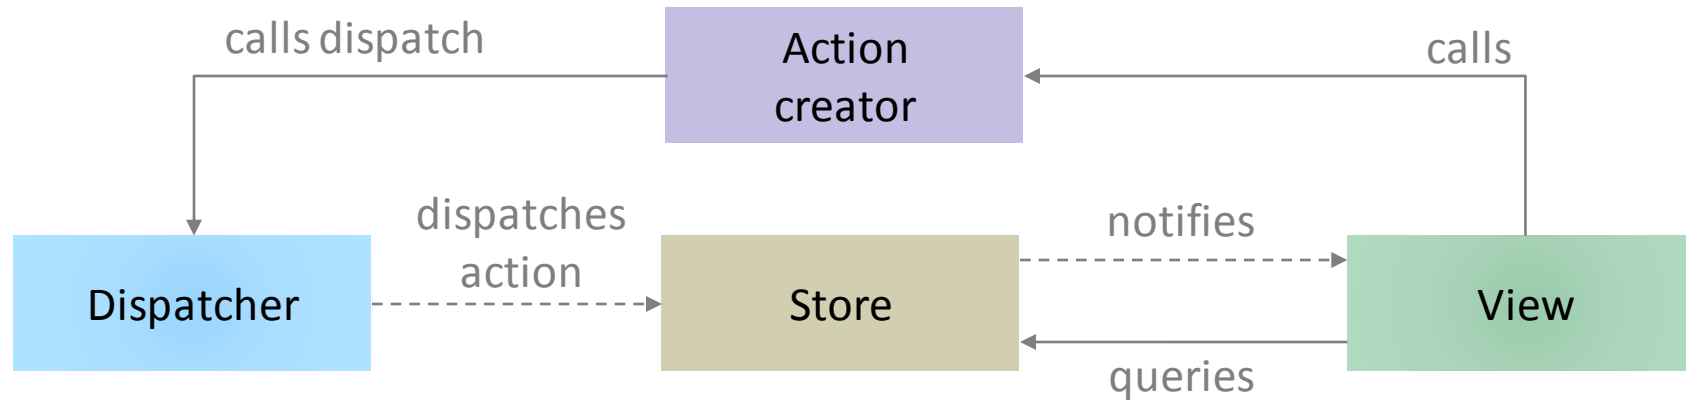 calls dispatch
Action
creator
calls
dispatches
action
notifies
Dispatcher
Store
View
queries